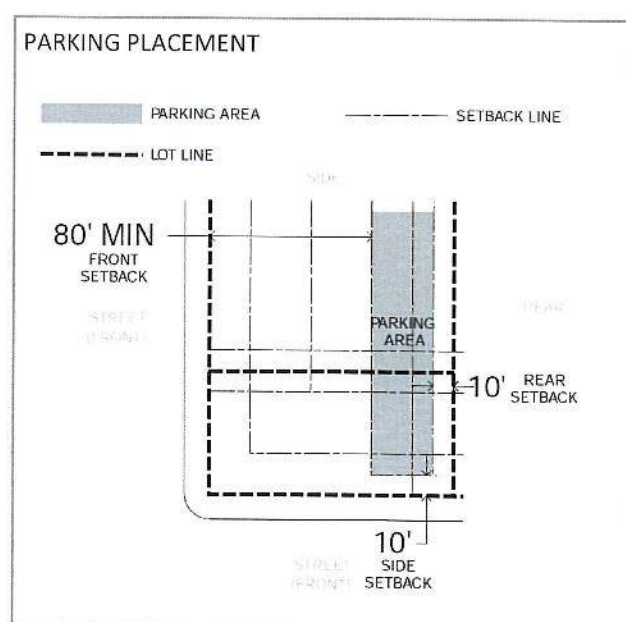 PARKING PLACEMENT
PARKING AREA
SETBACK LINE
LOT LINE
SIDE
80' MIN
FRONT
SETBACK
STREET
(FRONT)
REAR
PARKING
AREA
10' REAR
SETBACK
10'
SIDE
SETBACK
STREET
(FRONT)